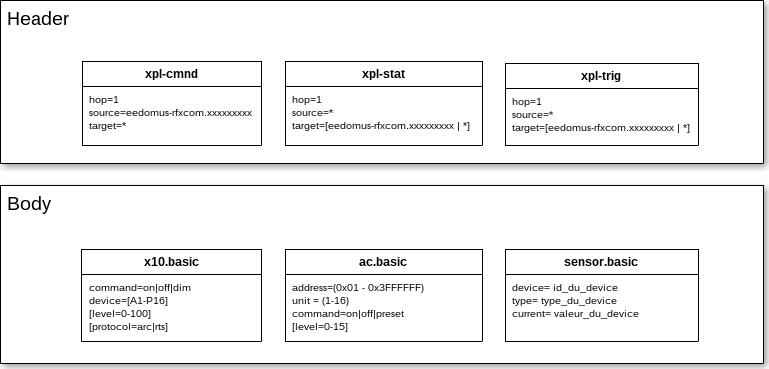 Header
xpl-cmnd
hop=1
source=eedomus-rfxcom.xxxxxxxxx
target=*
xpl-stat
hop=1
source=*
target=[eedomus-rfxcom.xxxxxxxxx | *]
xpl-trig
hop=1
source=*
target=[eedomus-rfxcom.xxxxxxxxx | *]
Body
x10.basic
command=on|off|dim
device=[A1-P16]
[level=0-100]
[protocol=arc|rts]
ac.basic
address=(0x01 - 0x3FFFFFF)
unit = (1-16)
command=on|off|preset
[level=0-15]
sensor.basic
device= id_du_device
type= type_du_device
current= valeur_du_device